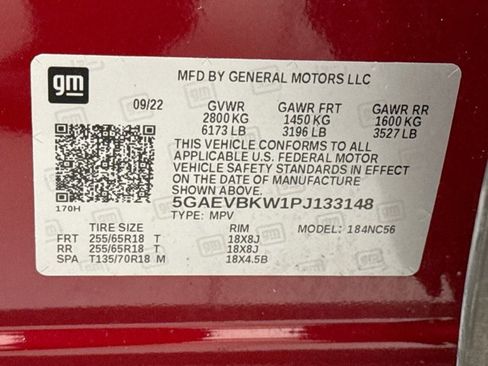 gm
MFD BY GENERAL MOTORS LLC
09/22 GVWR GAWR FRT GAWR RR
2800 KG 1450 KG 1600 KG
6173 LB 3196 LB 3527 LB
THIS VEHICLE CONFORMS TO ALL
APPLICABLE U.S. FEDERAL MOTOR
VEHICLE SAFETY STANDARDS IN EFFECT
ON THE DATE OF MANUFACTURE
SHOWN ABOVE.
170H 5GAEVBKW1PJ133148
TYPE: MPV MODEL: 184NC56
TIRE SIZE RIM
FRT 255/65R18 T 18X8J
RR 255/65R18 T 18X8J
SPA T135/70R18 M 18X4.5B